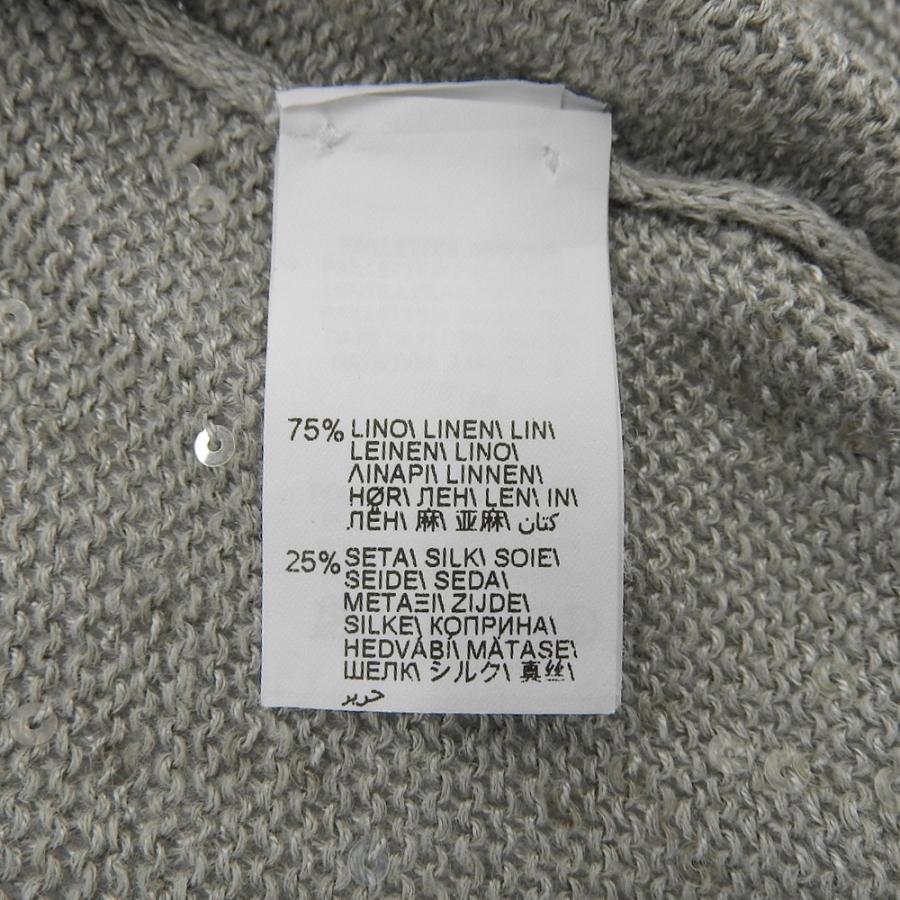 75% LINO\ LINEN\ LIN\
LEINEN\ LINO\
ΛΙΝΑΡΙ\ LINNEN\
HØR\ ЛЕН\ LEN\ IN\
ЛЁН\ 麻\ 亚麻\ كتان
25% SETA\ SILK\ SOIE\
SEIDE\ SEDA\
ΜΕΤΑΞΙ\ ZIJDE\
SILKE\ КОПРИНА\
HEDVÁBÍ\ MĂTASE\
ШЕЛК\ シルク\ 真丝\
حرير